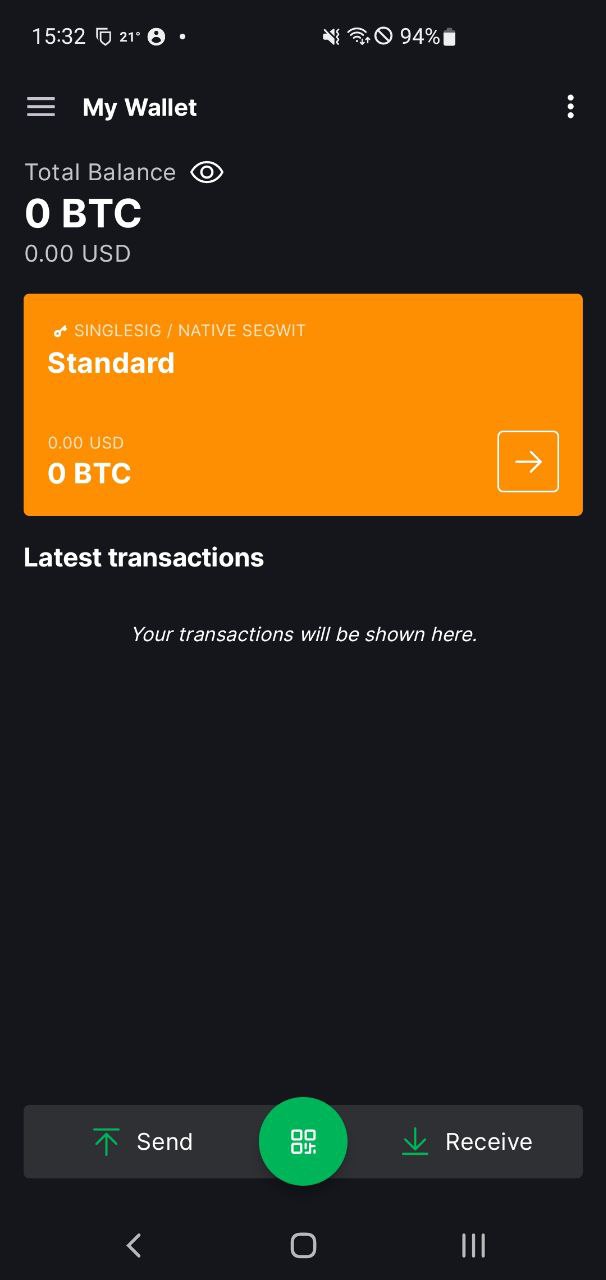 15:32 21° 94%
My Wallet
Total Balance
0 BTC
0.00 USD
SINGLESIG / NATIVE SEGWIT
Standard
0.00 USD
0 BTC
Latest transactions
Your transactions will be shown here.
Send Receive